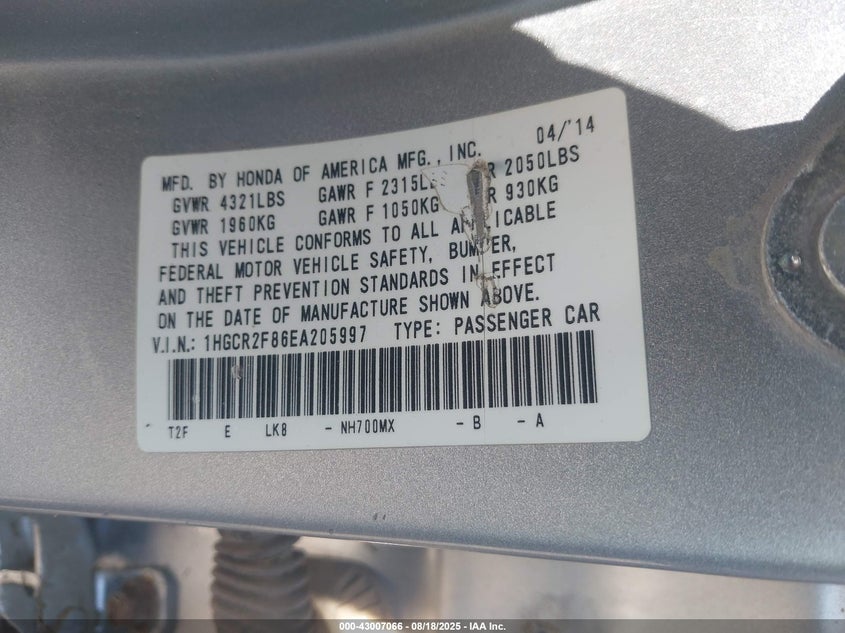 04/'14
MFD. BY HONDA OF AMERICA MFG., INC.
GVWR 4321LBS GAWR F 2315L R 2050LBS
GVWR 1960KG GAWR F 1050KG R 930KG
THIS VEHICLE CONFORMS TO ALL APPLICABLE
FEDERAL MOTOR VEHICLE SAFETY, BUMPER,
AND THEFT PREVENTION STANDARDS IN EFFECT
ON THE DATE OF MANUFACTURE SHOWN ABOVE.
V.I.N.: 1HGCR2F86EA205997 TYPE: PASSENGER CAR
T2F E LK8 - NH700MX - B - A
000-43007066 - 08/18/2025 - IAA Inc.